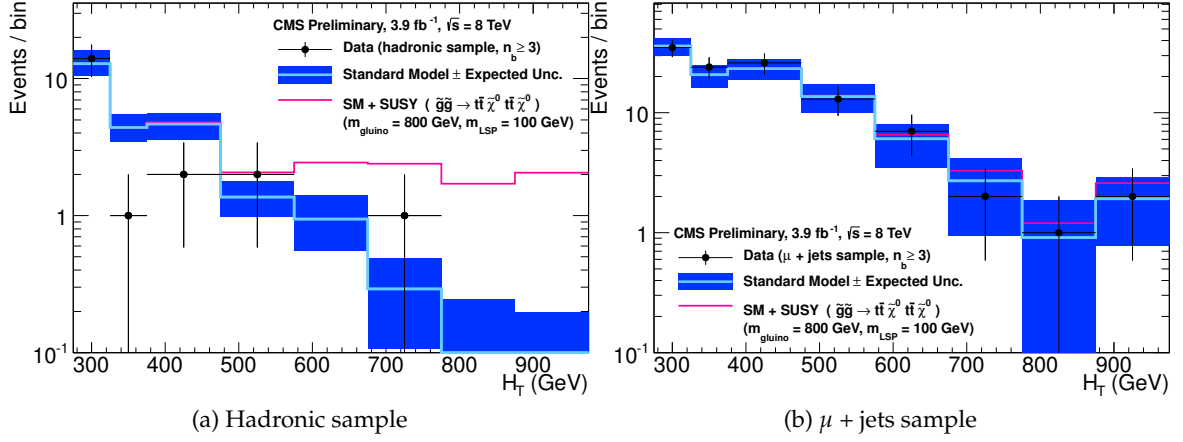 Events / bin
10
1
10⁻¹
CMS Preliminary, 3.9 fb⁻¹, √s = 8 TeV
Data (hadronic sample, n_b ≥ 3)
Standard Model ± Expected Unc.
SM + SUSY ( g̃g̃ → tt̄ χ̃⁰ tt̄ χ̃⁰ )
(m_gluino = 800 GeV, m_LSP = 100 GeV)
300 400 500 600 700 800 900
H_T (GeV)
(a) Hadronic sample
Events / bin
10
1
10⁻¹
CMS Preliminary, 3.9 fb⁻¹, √s = 8 TeV
Data (μ + jets sample, n_b ≥ 3)
Standard Model ± Expected Unc.
SM + SUSY ( g̃g̃ → tt̄ χ̃⁰ tt̄ χ̃⁰ )
(m_gluino = 800 GeV, m_LSP = 100 GeV)
300 400 500 600 700 800 900
H_T (GeV)
(b) μ + jets sample